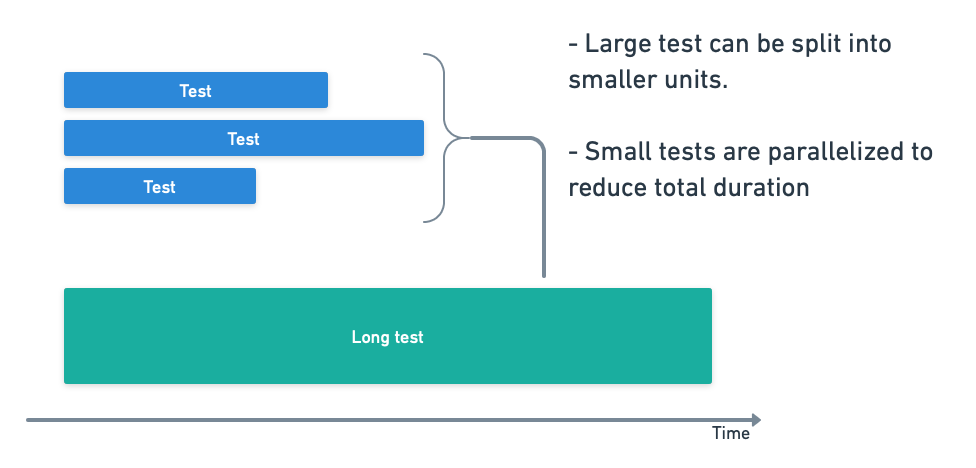 - Large test can be split into
smaller units.
- Small tests are parallelized to
reduce total duration
Test
Test
Test
Long test
Time